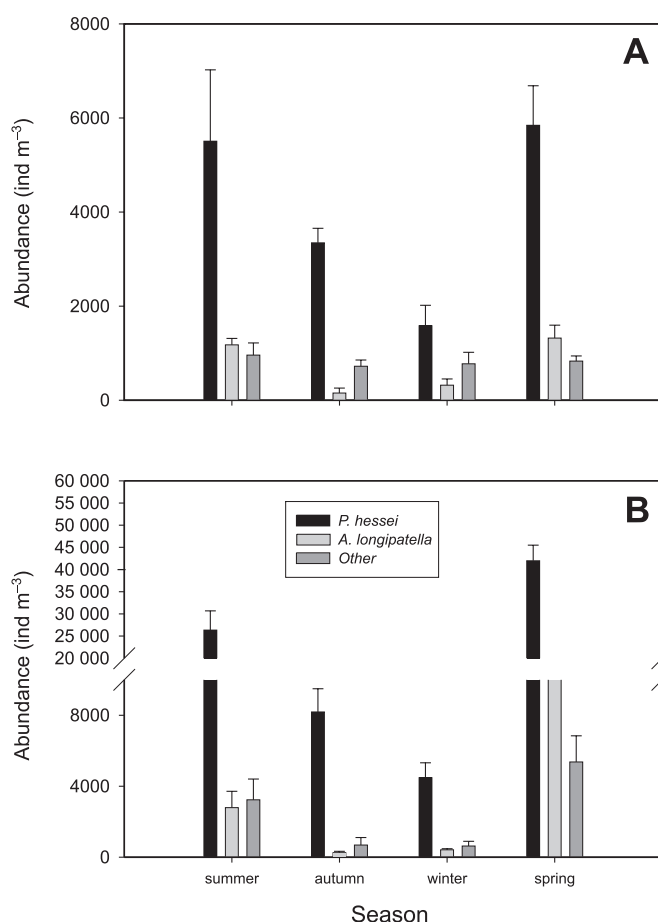 8000
A
6000
4000
2000
0
Abundance (ind m⁻³)
60 000
B
55 000
50 000
45 000
40 000
35 000
30 000
25 000
20 000
8000
4000
0
Abundance (ind m⁻³)
P. hessei
A. longipatella
Other
summer autumn winter spring
Season